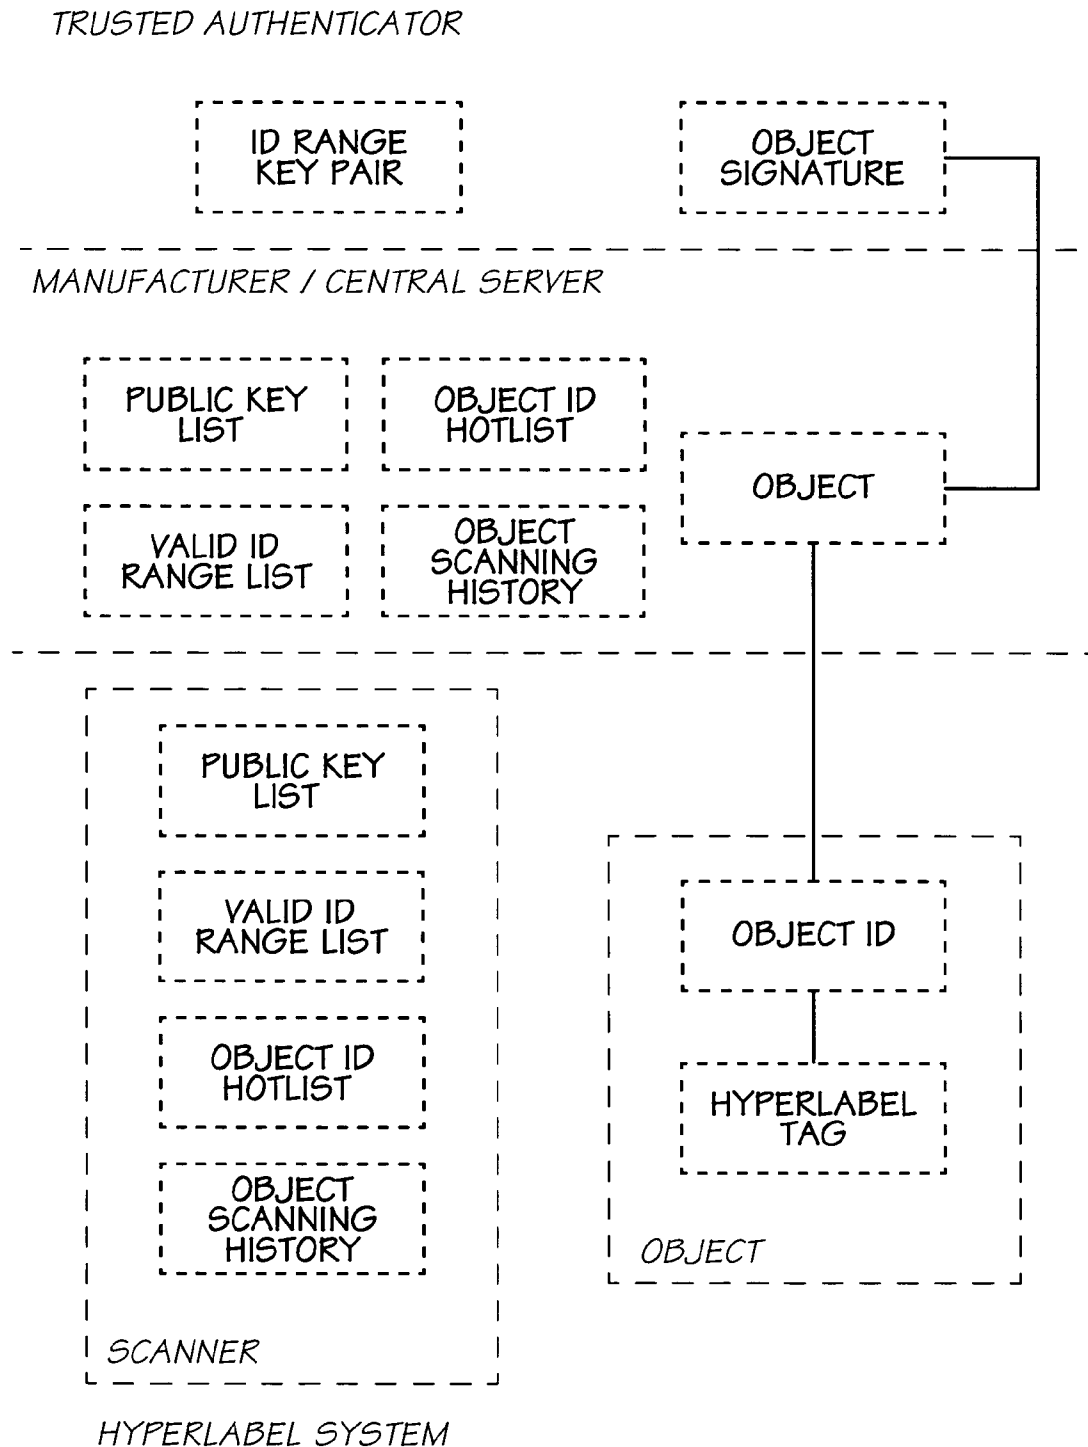 TRUSTED AUTHENTICATOR
ID RANGE
KEY PAIR
OBJECT
SIGNATURE
MANUFACTURER / CENTRAL SERVER
PUBLIC KEY
LIST
OBJECT ID
HOTLIST
OBJECT
VALID ID
RANGE LIST
OBJECT
SCANNING
HISTORY
PUBLIC KEY
LIST
VALID ID
RANGE LIST
OBJECT ID
HOTLIST
OBJECT
SCANNING
HISTORY
SCANNER
OBJECT ID
HYPERLABEL
TAG
OBJECT
HYPERLABEL SYSTEM